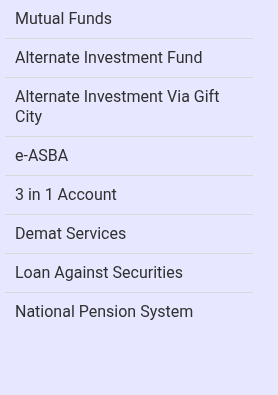 Mutual Funds
Alternate Investment Fund
Alternate Investment Via Gift
City
e-ASBA
3 in 1 Account
Demat Services
Loan Against Securities
National Pension System